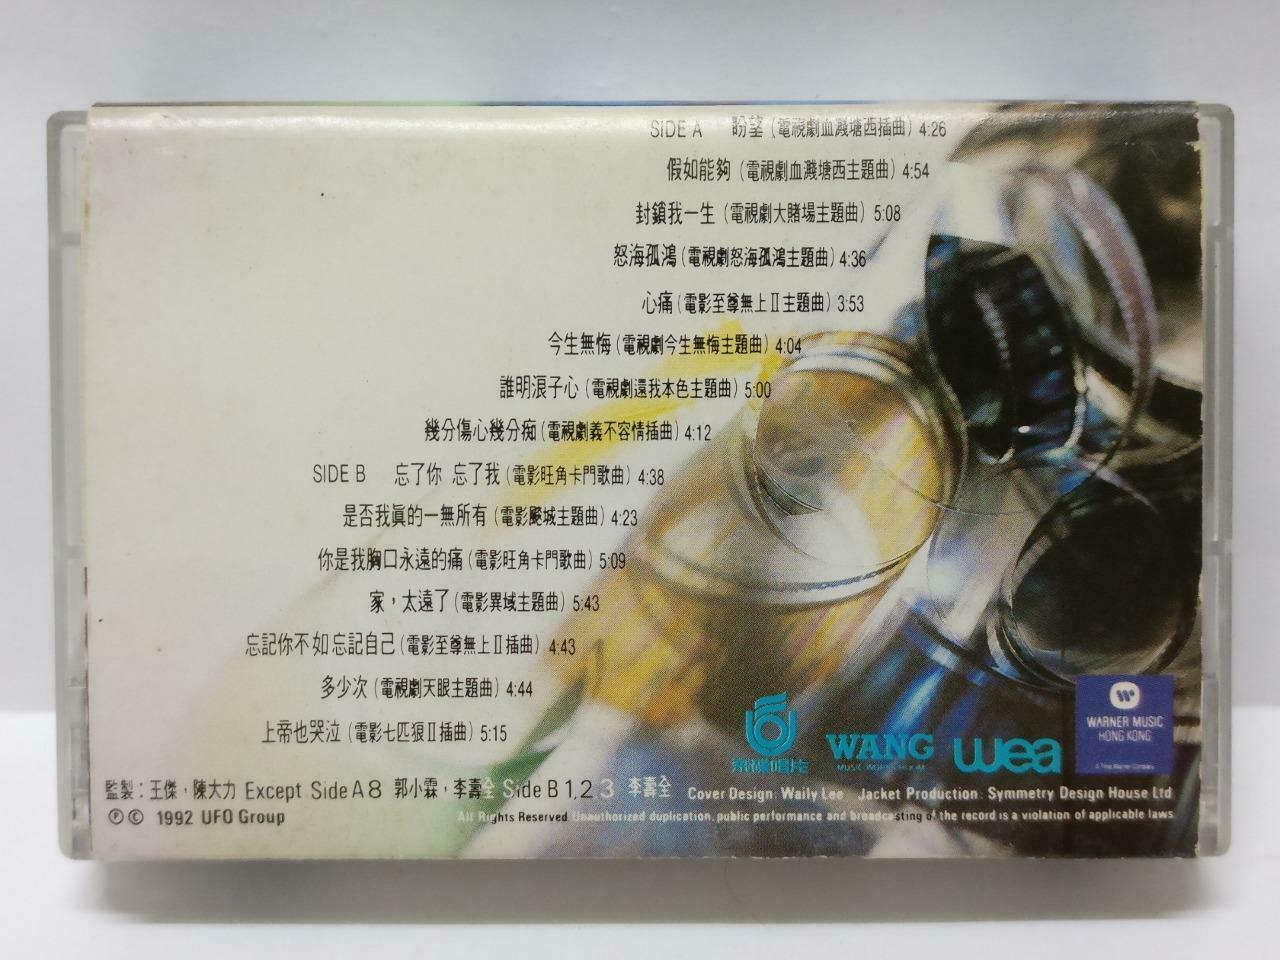 SIDE A 盼望 (電視劇血濺塘西插曲) 4:26
假如能夠 (電視劇血濺塘西主題曲) 4:54
封鎖我一生 (電視劇大賭場主題曲) 5:08
怒海孤鴻 (電視劇怒海孤鴻主題曲) 4:36
心痛 (電影至尊無上II主題曲) 3:53
今生無悔 (電視劇今生無悔主題曲) 4:04
誰明浪子心 (電視劇還我本色主題曲) 5:00
幾分傷心幾分痴 (電視劇義不容情插曲) 4:12
SIDE B 忘了你 忘了我 (電影旺角卡門歌曲) 4:38
是否我眞的一無所有 (電影颷城主題曲) 4:23
你是我胸口永遠的痛 (電影旺角卡門歌曲) 5:09
家，太遠了 (電影異域主題曲) 5:43
忘記你不如忘記自己 (電影至尊無上II插曲) 4:43
多少次 (電視劇天眼主題曲) 4:44
上帝也哭泣 (電影七匹狼II插曲) 5:15
飛碟唱片
WANG
MUSIC WORKS
wea
WARNER MUSIC
HONG KONG
A Time Warner Company
監製：王傑，陳大力 Except Side A 8 郭小霖，李壽全 Side B 1, 2 3 李壽全
Cover Design: Waily Lee Jacket Production: Symmetry Design House Ltd
℗ © 1992 UFO Group
All Rights Reserved Unauthorized duplication, public performance and broadcasting of the record is a violation of applicable laws